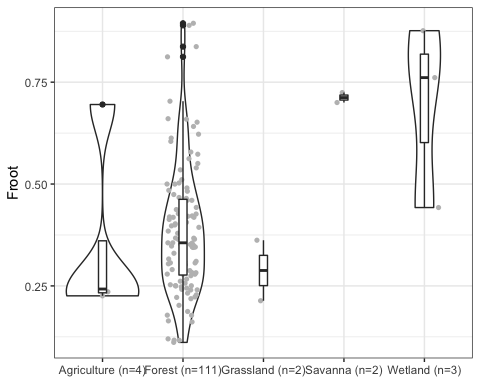 Froot
0.75
0.50
0.25
Agriculture (n=4) Forest (n=111) Grassland (n=2) Savanna (n=2) Wetland (n=3)